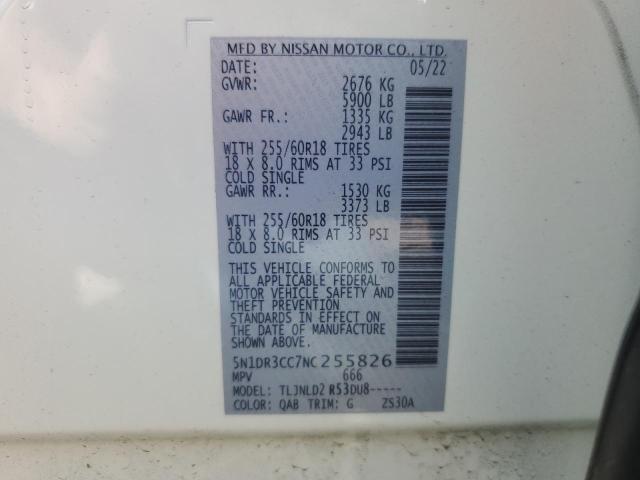 MFD BY NISSAN MOTOR CO., LTD.
DATE: 05/22
GVWR: 2676 KG
5900 LB
GAWR FR.: 1335 KG
2943 LB
WITH 255/60R18 TIRES
18 X 8.0 RIMS AT 33 PSI
COLD SINGLE
GAWR RR.: 1530 KG
3373 LB
WITH 255/60R18 TIRES
18 X 8.0 RIMS AT 33 PSI
COLD SINGLE
THIS VEHICLE CONFORMS TO
ALL APPLICABLE FEDERAL
MOTOR VEHICLE SAFETY AND
THEFT PREVENTION
STANDARDS IN EFFECT ON
THE DATE OF MANUFACTURE
SHOWN ABOVE.
5N1DR3CC7NC255826
MPV 666
MODEL: TLJNLD2 R53DU8-----
COLOR: QAB TRIM: G ZS30A